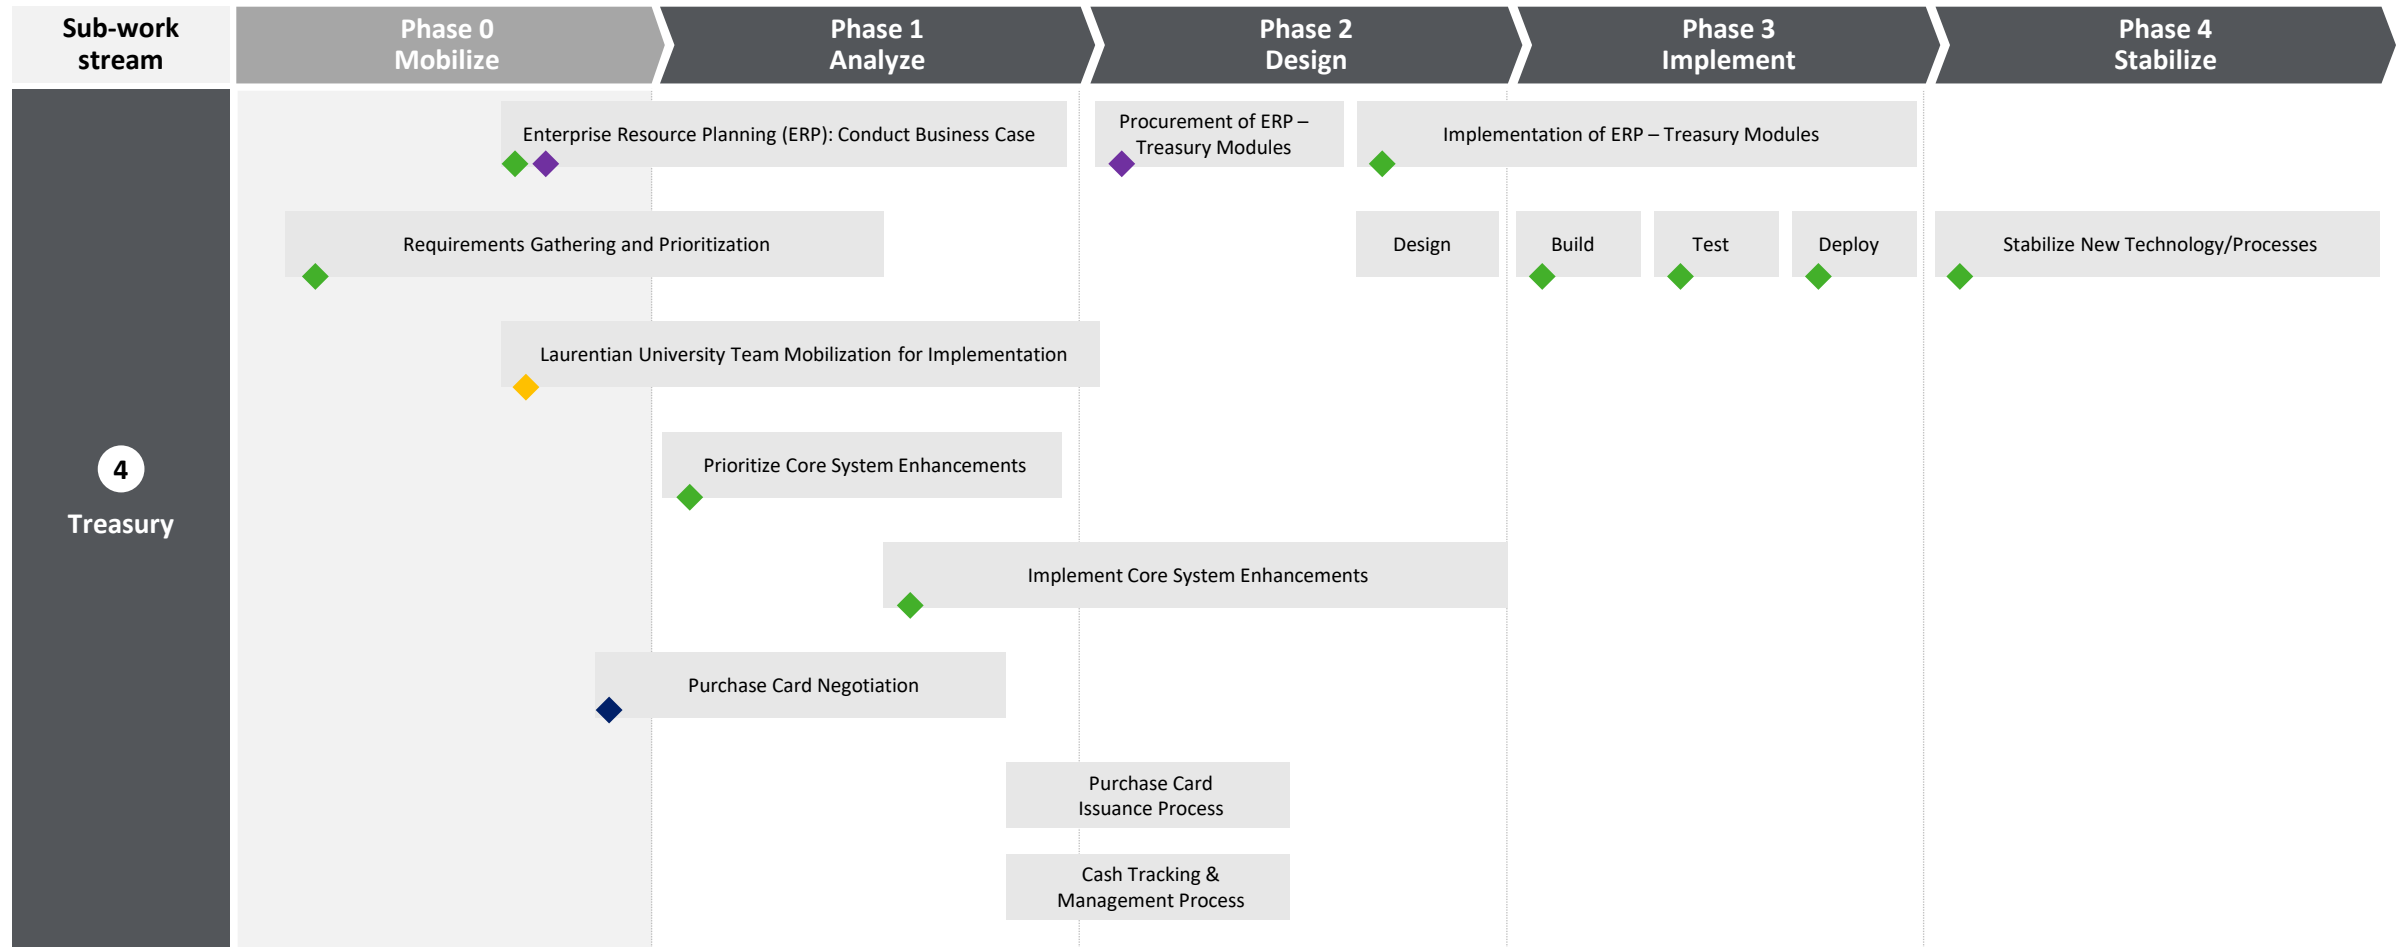 Sub-work
stream
Phase 0
Mobilize
Phase 1
Analyze
Phase 2
Design
Phase 3
Implement
Phase 4
Stabilize
4
Treasury
Enterprise Resource Planning (ERP): Conduct Business Case
Procurement of ERP –
Treasury Modules
Implementation of ERP – Treasury Modules
Requirements Gathering and Prioritization
Design
Build
Test
Deploy
Stabilize New Technology/Processes
Laurentian University Team Mobilization for Implementation
Prioritize Core System Enhancements
Implement Core System Enhancements
Purchase Card Negotiation
Purchase Card
Issuance Process
Cash Tracking &
Management Process